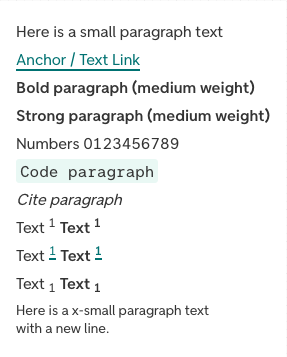 Here is a small paragraph text
Anchor / Text Link
Bold paragraph (medium weight)
Strong paragraph (medium weight)
Numbers 0123456789
Code paragraph
Cite paragraph
Text ¹ Text ¹
Text ¹ Text ¹
Text ₁ Text ₁
Here is a x-small paragraph text
with a new line.